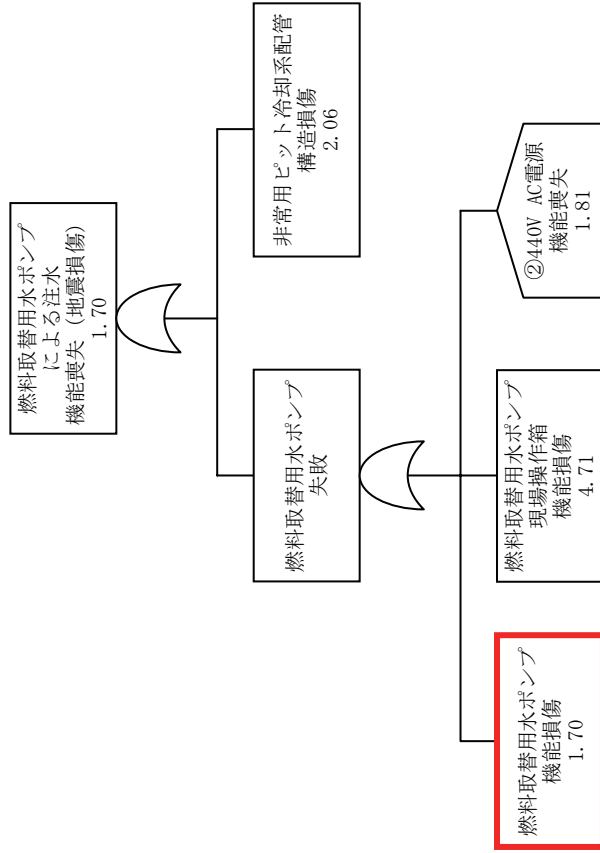 燃料取替用水ポンプ
による注水
機能喪失（地震損傷）
1.70
燃料取替用水ポンプ
失敗
非常用ピット冷却系配管
構造損傷
2.06
燃料取替用水ポンプ
機能損傷
1.70
燃料取替用水ポンプ
現場操作箱
機能損傷
4.71
②440V AC電源
機能喪失
1.81